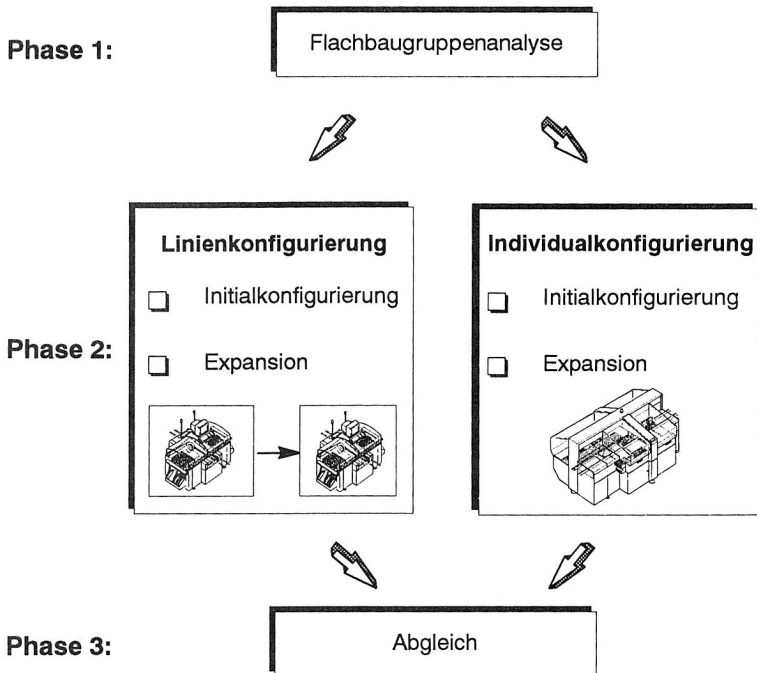 Phase 1:
Flachbaugruppenanalyse
Phase 2:
Linienkonfigurierung
Initialkonfigurierung
Expansion
Individualkonfigurierung
Initialkonfigurierung
Expansion
Phase 3:
Abgleich